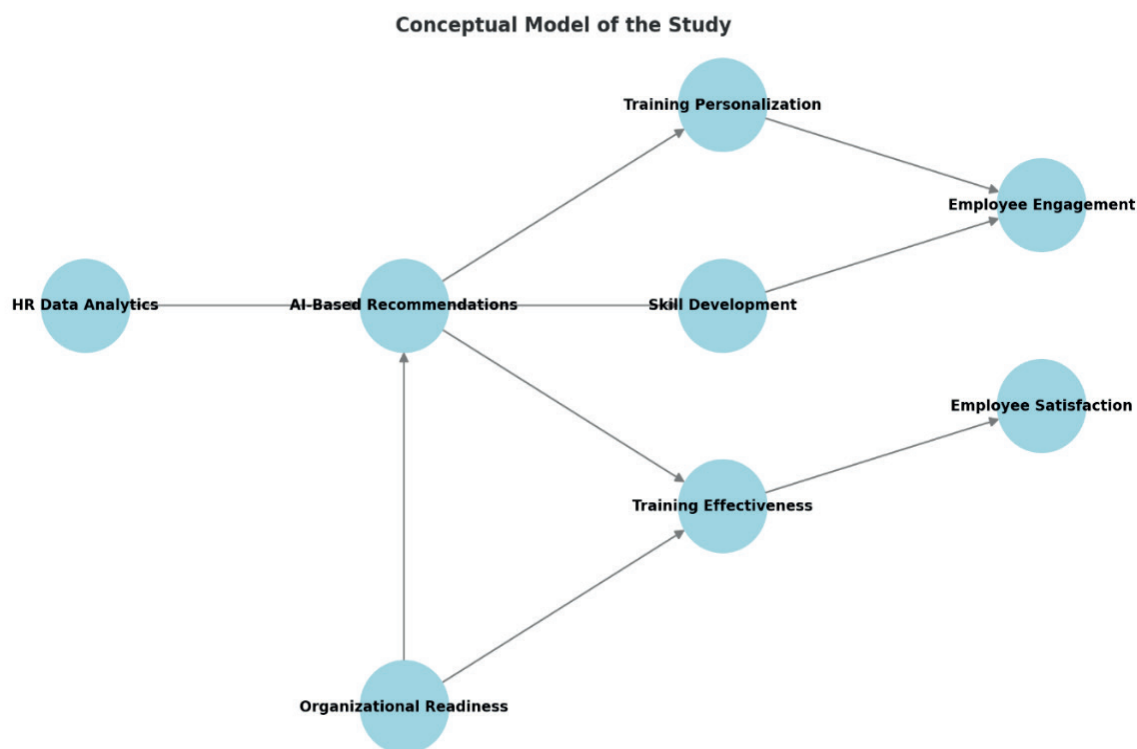 Conceptual Model of the Study
Training Personalization
Employee Engagement
HR Data Analytics
AI-Based Recommendations
Skill Development
Employee Satisfaction
Training Effectiveness
Organizational Readiness